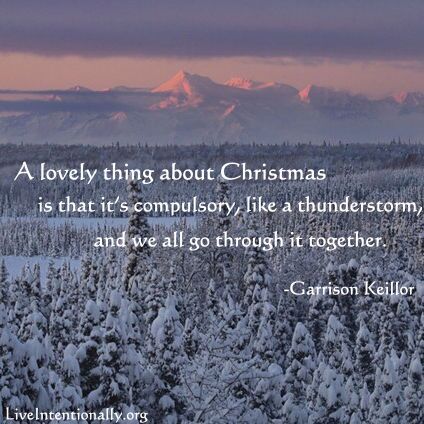 A lovely thing about Christmas
is that it's compulsory, like a thunderstorm,
and we all go through it together.
-Garrison Keillor
LiveIntentionally.org